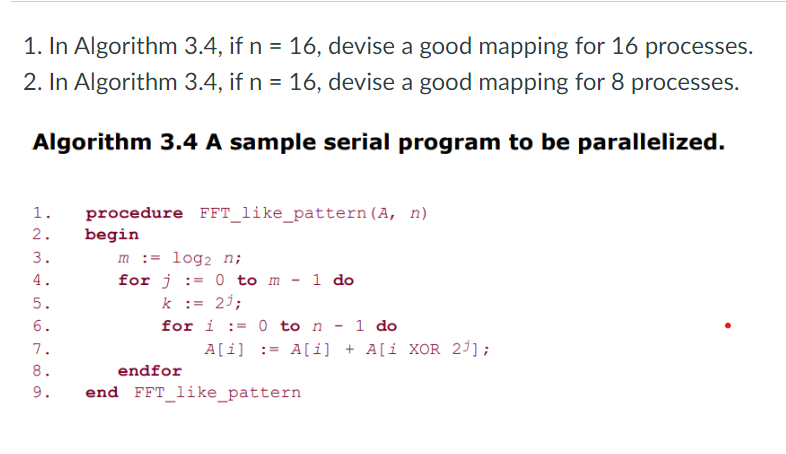 1. In Algorithm 3.4, if n = 16, devise a good mapping for 16 processes.
2. In Algorithm 3.4, if n = 16, devise a good mapping for 8 processes.
Algorithm 3.4 A sample serial program to be parallelized.
1. procedure FFT_like_pattern(A, n)
2. begin
3. m := log₂ n;
4. for j := 0 to m - 1 do
5. k := 2ʲ;
6. for i := 0 to n - 1 do
7. A[i] := A[i] + A[i XOR 2ʲ];
8. endfor
9. end FFT_like_pattern